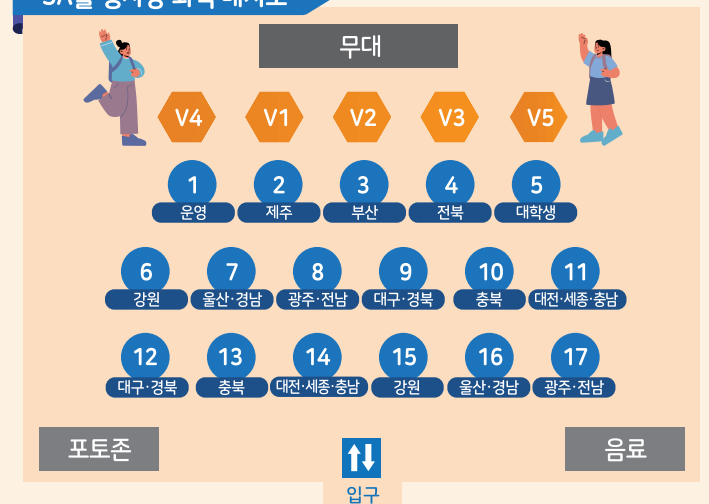 무대
V4 V1 V2 V3 V5
1 2 3 4 5
운영 제주 부산 전북 대학생
6 7 8 9 10 11
강원 울산·경남 광주·전남 대구·경북 충북 대전·세종·충남
12 13 14 15 16 17
대구·경북 충북 대전·세종·충남 강원 울산·경남 광주·전남
포토존 음료
입구